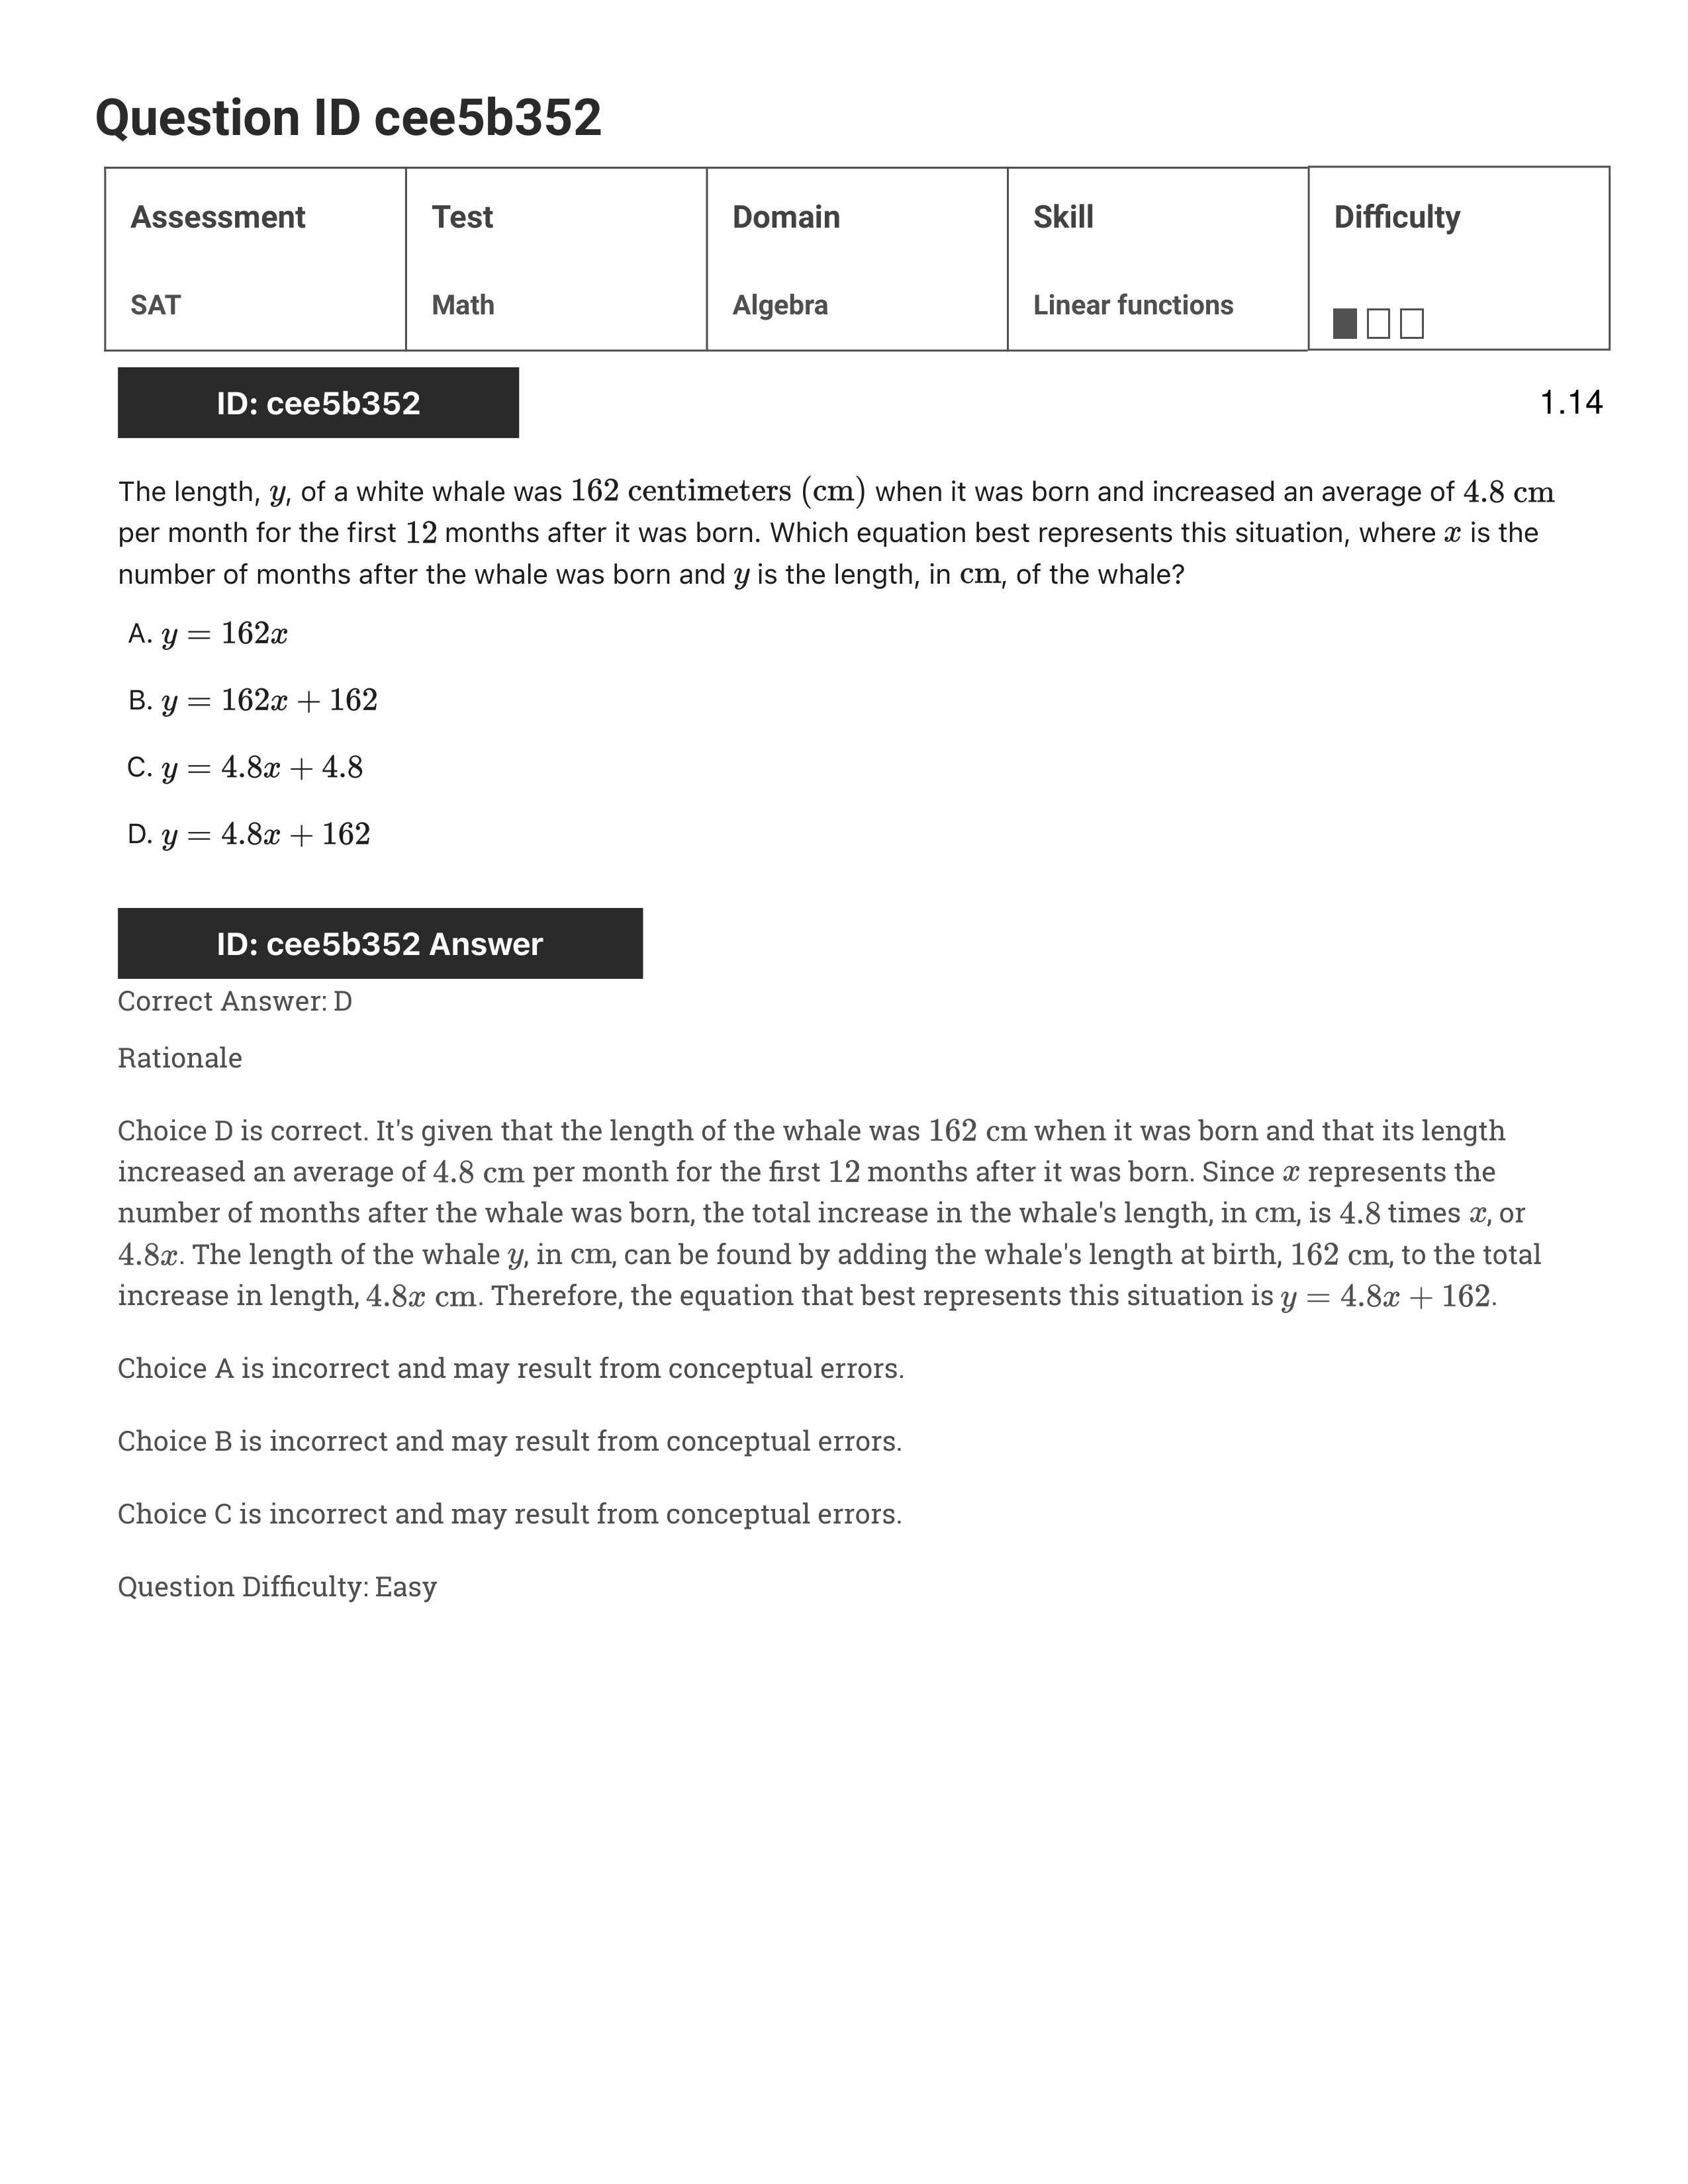 Question ID cee5b352
Assessment Test Domain Skill Difficulty
SAT Math Algebra Linear functions
ID: cee5b352 1.14
The length, y, of a white whale was 162 centimeters (cm) when it was born and increased an average of 4.8 cm
per month for the first 12 months after it was born. Which equation best represents this situation, where x is the
number of months after the whale was born and y is the length, in cm, of the whale?
A. y = 162x
B. y = 162x + 162
C. y = 4.8x + 4.8
D. y = 4.8x + 162
ID: cee5b352 Answer
Correct Answer: D
Rationale
Choice D is correct. It's given that the length of the whale was 162 cm when it was born and that its length
increased an average of 4.8 cm per month for the first 12 months after it was born. Since x represents the
number of months after the whale was born, the total increase in the whale's length, in cm, is 4.8 times x, or
4.8x. The length of the whale y, in cm, can be found by adding the whale's length at birth, 162 cm, to the total
increase in length, 4.8x cm. Therefore, the equation that best represents this situation is y = 4.8x + 162.
Choice A is incorrect and may result from conceptual errors.
Choice B is incorrect and may result from conceptual errors.
Choice C is incorrect and may result from conceptual errors.
Question Difficulty: Easy